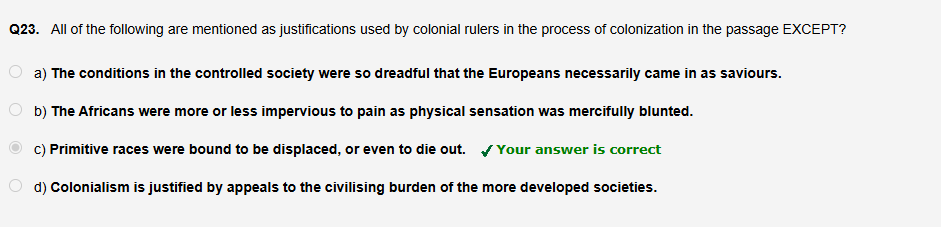 Q23. All of the following are mentioned as justifications used by colonial rulers in the process of colonization in the passage EXCEPT?
a) The conditions in the controlled society were so dreadful that the Europeans necessarily came in as saviours.
b) The Africans were more or less impervious to pain as physical sensation was mercifully blunted.
c) Primitive races were bound to be displaced, or even to die out. ✓ Your answer is correct
d) Colonialism is justified by appeals to the civilising burden of the more developed societies.